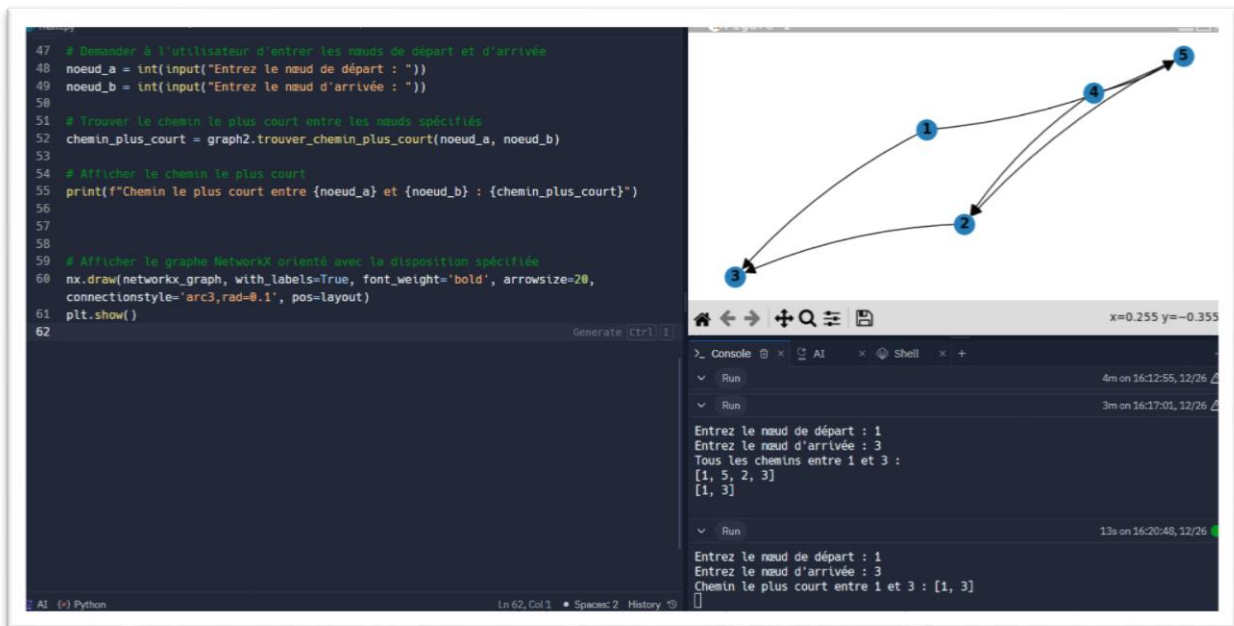 47 # Demander à l'utilisateur d'entrer les nœuds de départ et d'arrivée
48 noeud_a = int(input("Entrez le nœud de départ : "))
49 noeud_b = int(input("Entrez le nœud d'arrivée : "))
50
51 # Trouver le chemin le plus court entre les nœuds spécifiés
52 chemin_plus_court = graph2.trouver_chemin_plus_court(noeud_a, noeud_b)
53
54 # Afficher le chemin le plus court
55 print(f"Chemin le plus court entre {noeud_a} et {noeud_b} : {chemin_plus_court}")
56
57
58
59 # Afficher le graphe NetworkX orienté avec la disposition spécifiée
60 nx.draw(networkx_graph, with_labels=True, font_weight='bold', arrowsize=20,
connectionstyle='arc3,rad=0.1', pos=layout)
61 plt.show()
62
Generate Ctrl I
AI {×} Python
Ln 62, Col 1 • Spaces: 2 History
5
4
1
2
3
x=0.255 y=−0.355
>_ Console × AI × Shell × +
Run 4m on 16:12:55, 12/26
Run 3m on 16:17:01, 12/26
Entrez le nœud de départ : 1
Entrez le nœud d'arrivée : 3
Tous les chemins entre 1 et 3 :
[1, 5, 2, 3]
[1, 3]
Run 13s on 16:20:48, 12/26
Entrez le nœud de départ : 1
Entrez le nœud d'arrivée : 3
Chemin le plus court entre 1 et 3 : [1, 3]